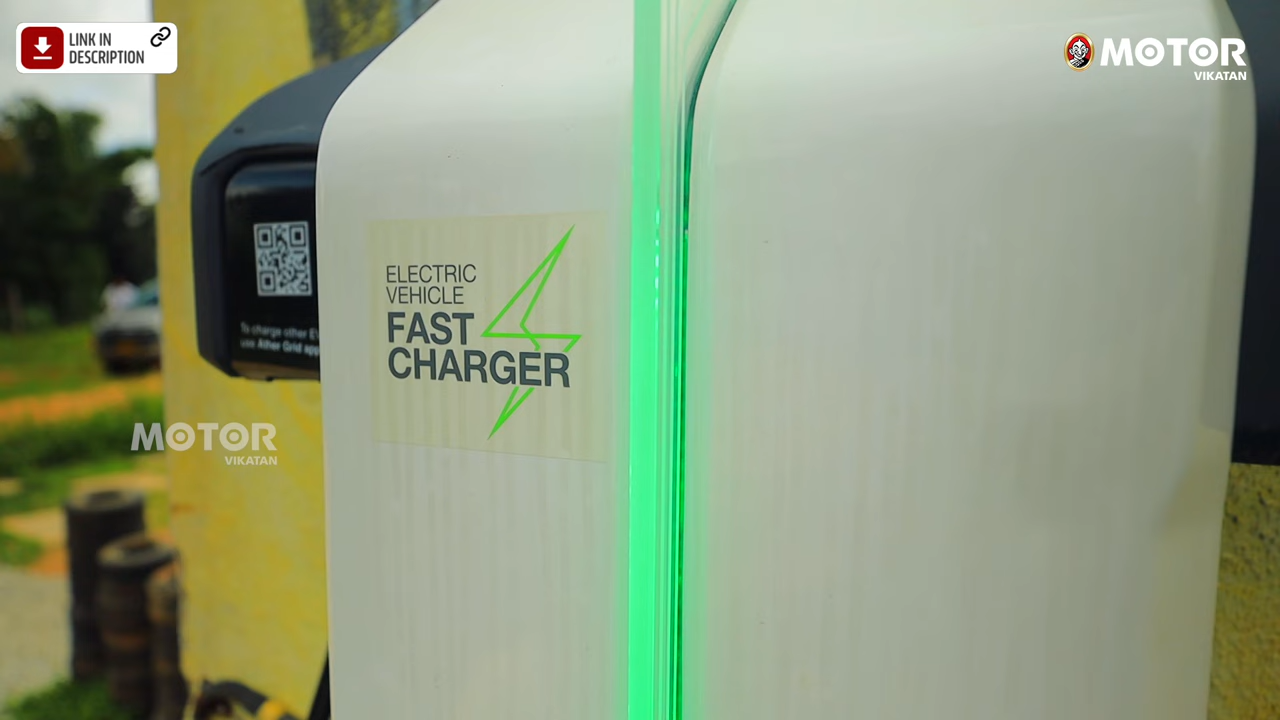 LINK IN
DESCRIPTION
MOTOR
VIKATAN
To charge other
use Ather Grid app
ELECTRIC
VEHICLE
FAST
CHARGER
MOTOR
VIKATAN